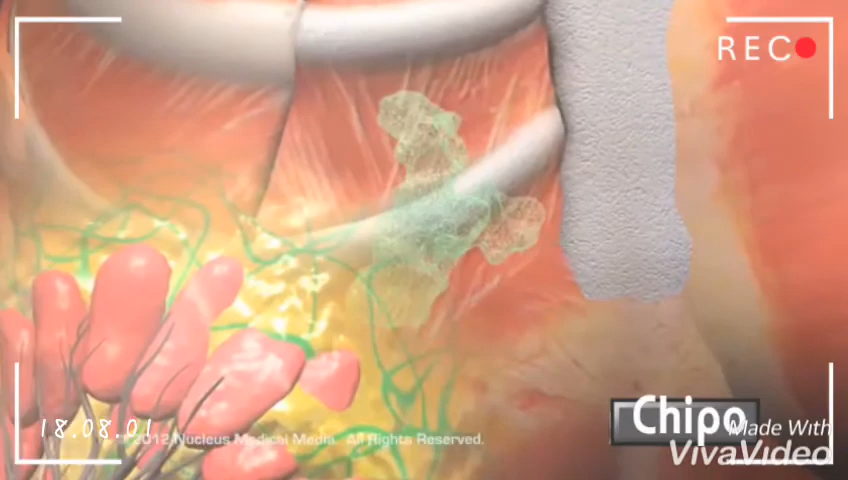 REC
Chipo
Made With
VivaVideo
18.08.01
2012 Nucleus Medical Media. All Rights Reserved.